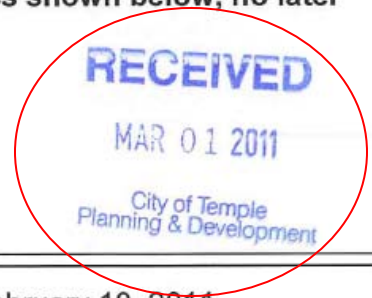 s shown below, no later
RECEIVED
MAR 01 2011
City of Temple
Planning & Development